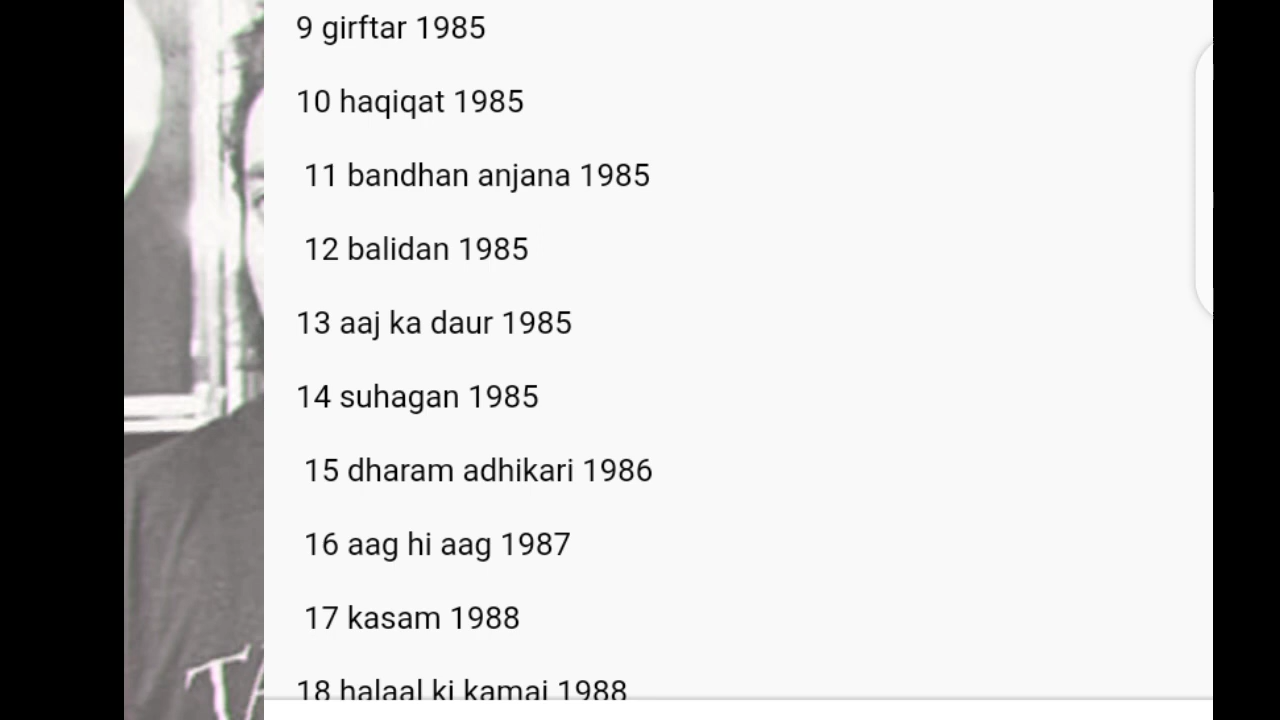 9 girftar 1985
10 haqiqat 1985
11 bandhan anjana 1985
12 balidan 1985
13 aaj ka daur 1985
14 suhagan 1985
15 dharam adhikari 1986
16 aag hi aag 1987
17 kasam 1988
18 halaal ki kamai 1988
TA